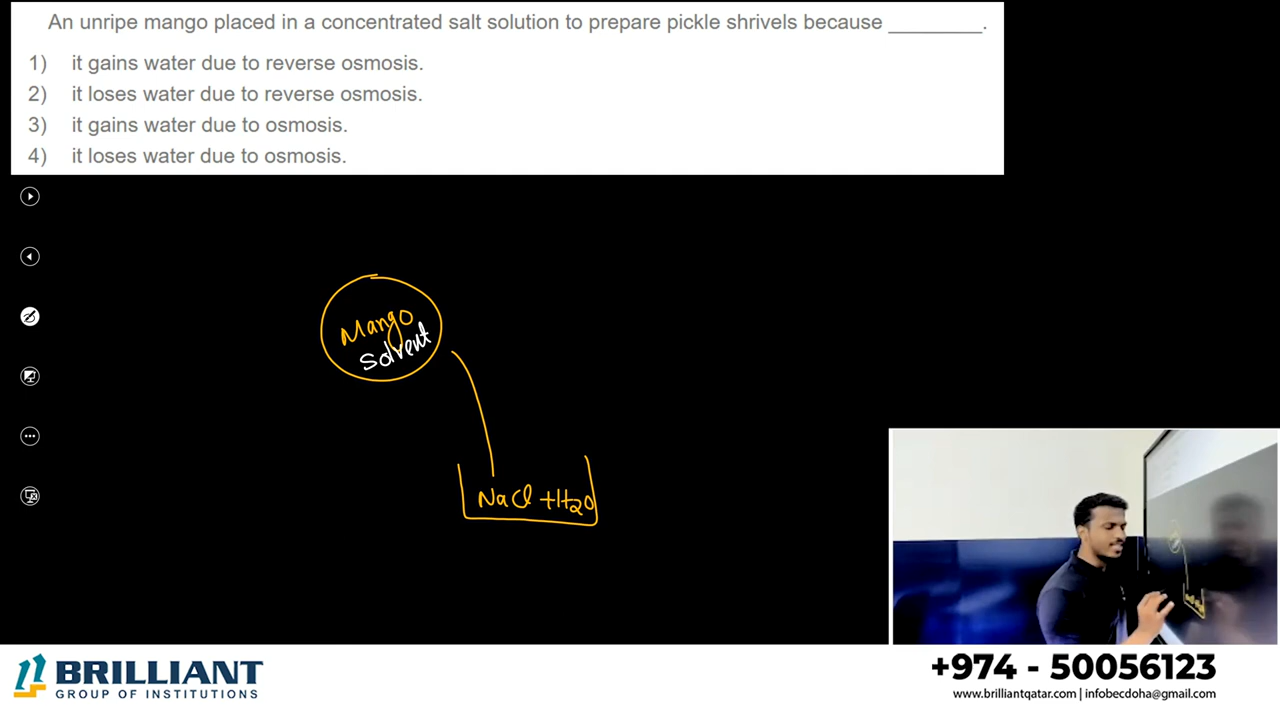 An unripe mango placed in a concentrated salt solution to prepare pickle shrivels because _________.
1) it gains water due to reverse osmosis.
2) it loses water due to reverse osmosis.
3) it gains water due to osmosis.
4) it loses water due to osmosis.
Mango
Solvent
NaCl + H2O
BRILLIANT
GROUP OF INSTITUTIONS
+974 - 50056123
www.brilliantqatar.com | infobecdoha@gmail.com